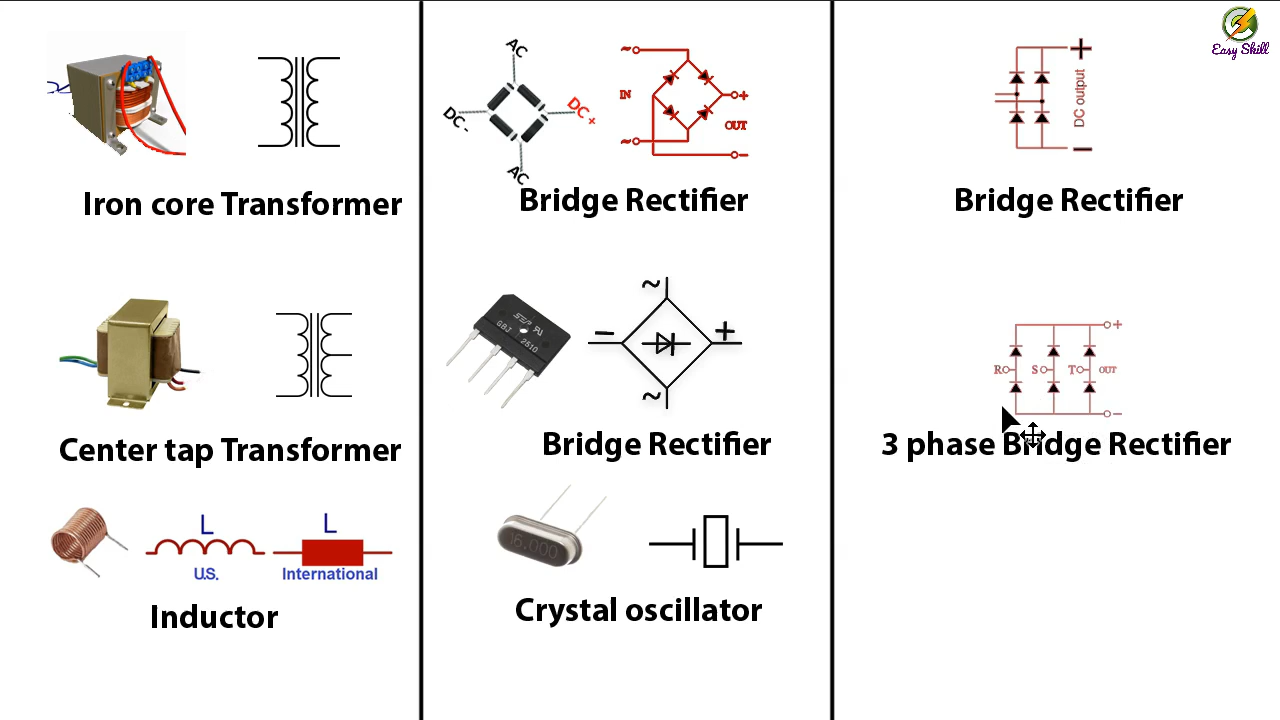 Easy Skill
Iron core Transformer
Center tap Transformer
L
L
U.S.
International
Inductor
AC
DC-
DC+
AC
~
IN
~
+
OUT
-
Bridge Rectifier
SEP
GBJ 2510
~
-
+
~
Bridge Rectifier
16.000
Crystal oscillator
+
DC output
-
Bridge Rectifier
+
R
S
T
OUT
-
3 phase Bridge Rectifier